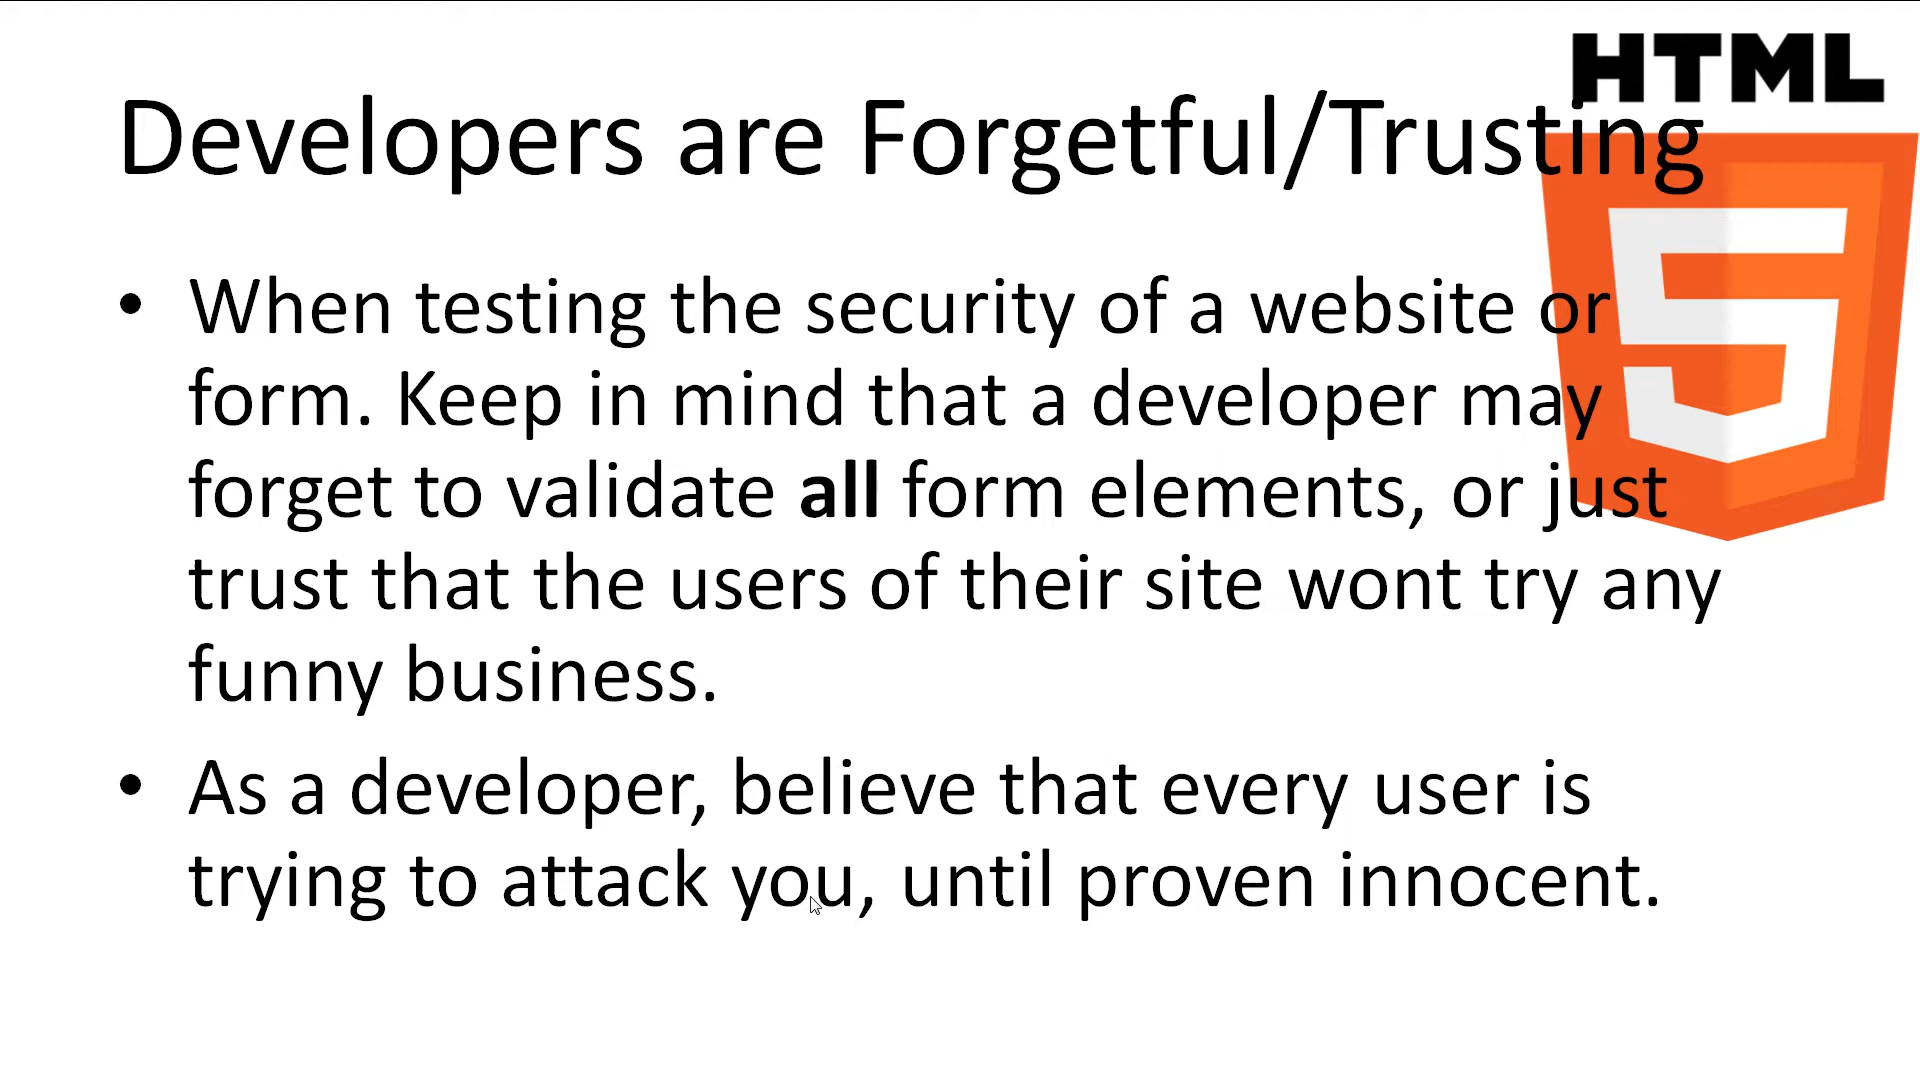 HTML
Developers are Forgetful/Trusting
• When testing the security of a website or
form. Keep in mind that a developer may
forget to validate all form elements, or just
trust that the users of their site wont try any
funny business.
• As a developer, believe that every user is
trying to attack you, until proven innocent.